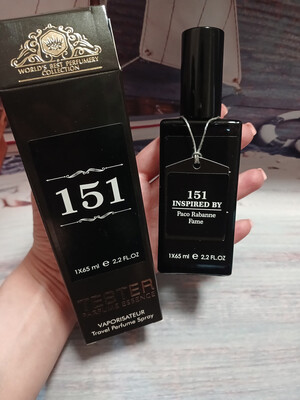 WORLD'S BEST PERFUMERY
COLLECTION
151
1X65 ml ℮ 2,2 FL.OZ
TESTER
VAPORISATEUR
Travel Perfume Spray
151
INSPIRED BY
Paco Rabanne
Fame
1X65 ml ℮ 2,2 FL.OZ